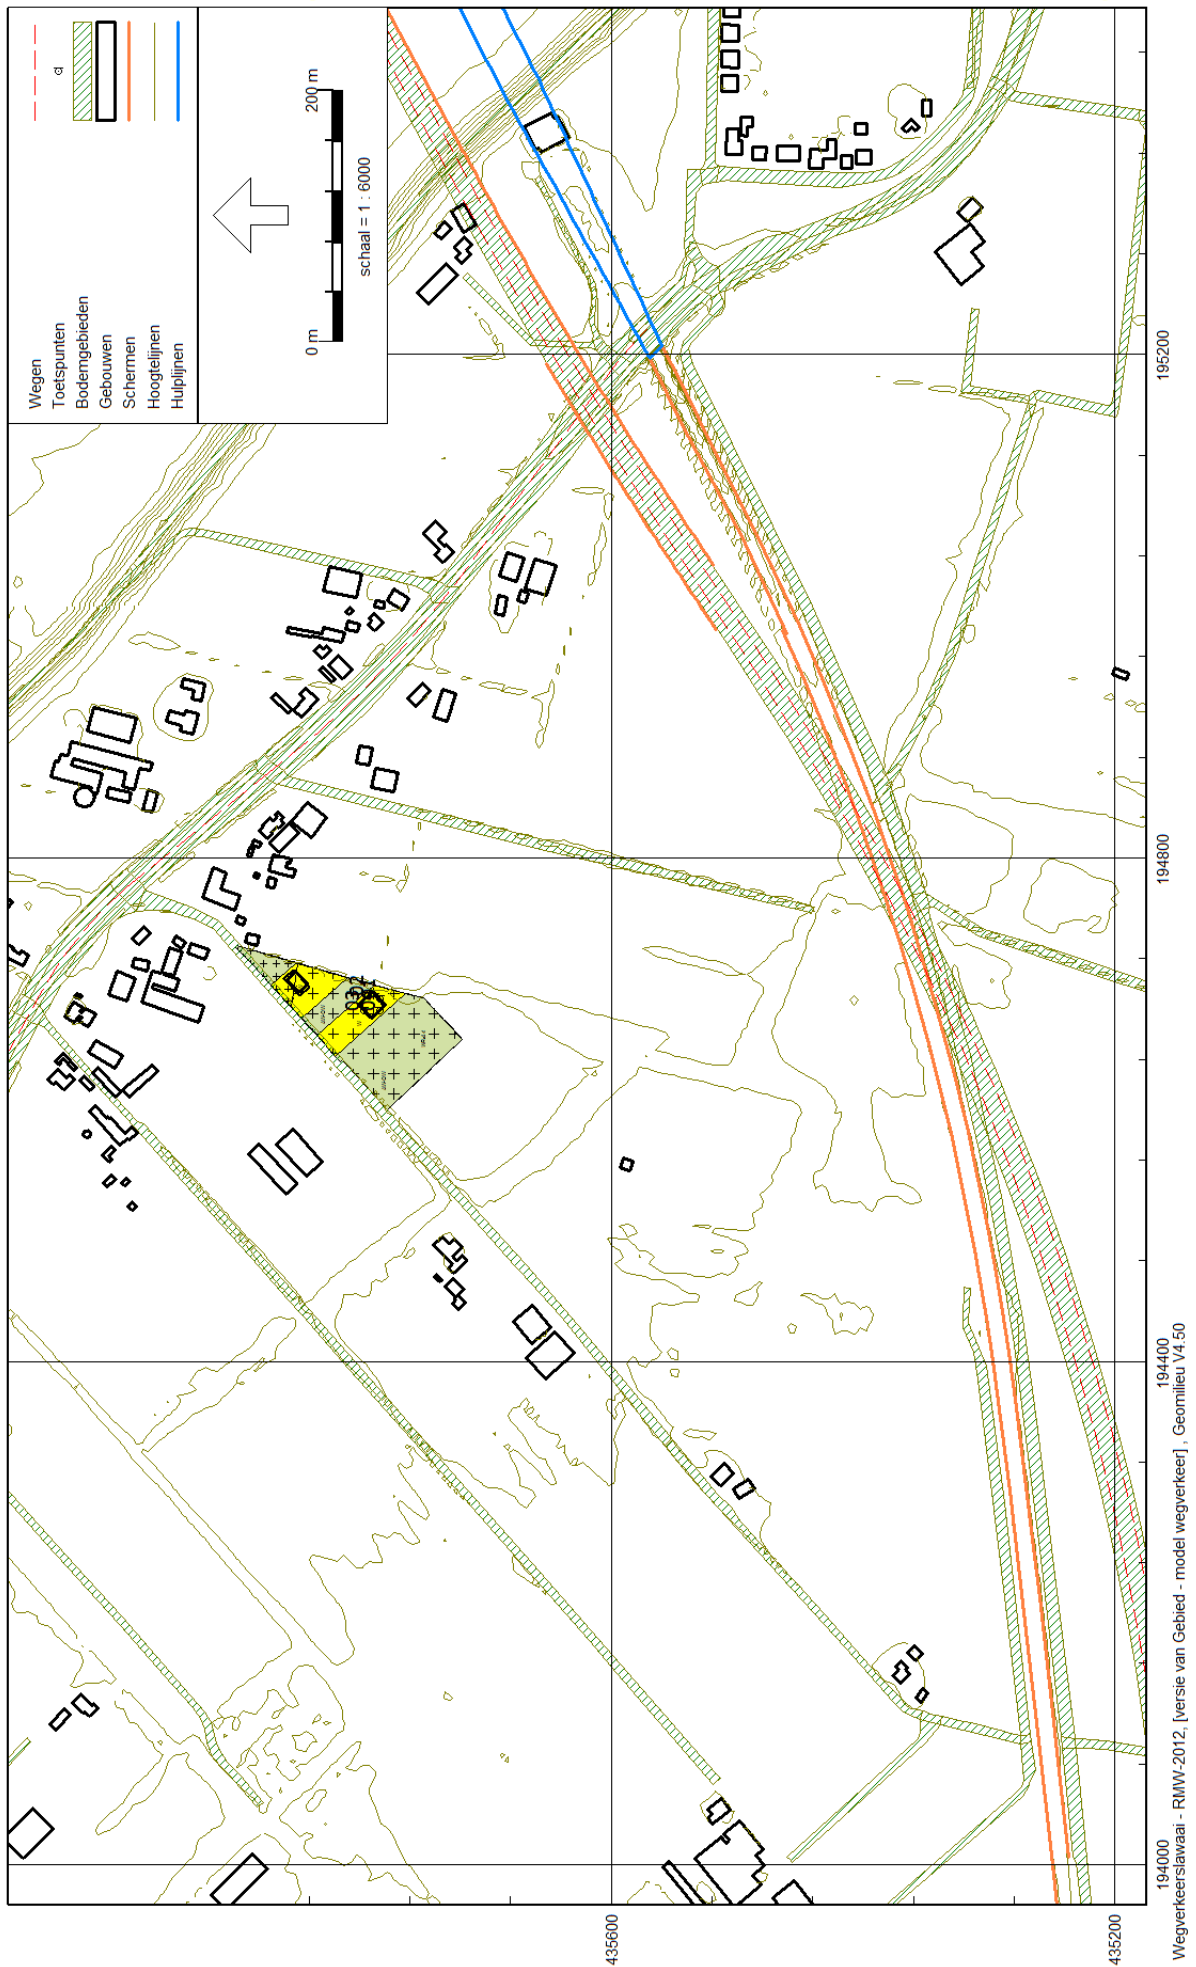 Wegen
Toetspunten
Bodemgebieden
Gebouwen
Schermen
Hoogtelijnen
Hulplijnen
0 m
200 m
schaal = 1 : 6000
435600
435200
194000
194400
194800
195200
Wegverkeerslawaai - RMW-2012, [versie van Gebied - model wegverkeer] , Geomilieu V4.50